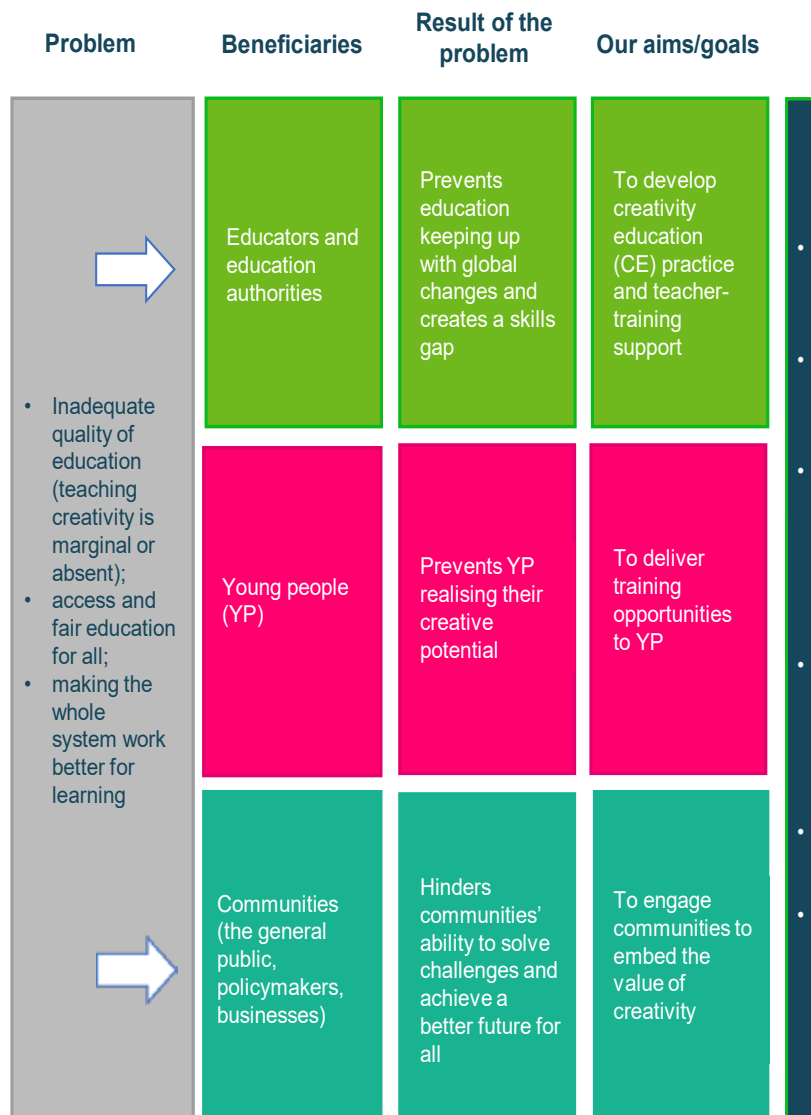 Problem
Beneficiaries
Result of the
problem
Our aims/goals
• Inadequate
quality of
education
(teaching
creativity is
marginal or
absent);
• access and
fair education
for all;
• making the
whole
system work
better for
learning
Educators and
education
authorities
Prevents
education
keeping up
with global
changes and
creates a skills
gap
To develop
creativity
education
(CE) practice
and teacher-
training
support
Young people
(YP)
Prevents YP
realising their
creative
potential
To deliver
training
opportunities
to YP
Communities
(the general
public,
policymakers,
businesses)
Hinders
communities’
ability to solve
challenges and
achieve a
better future for
all
To engage
communities to
embed the
value of
creativity
•
•
•
•
•
•